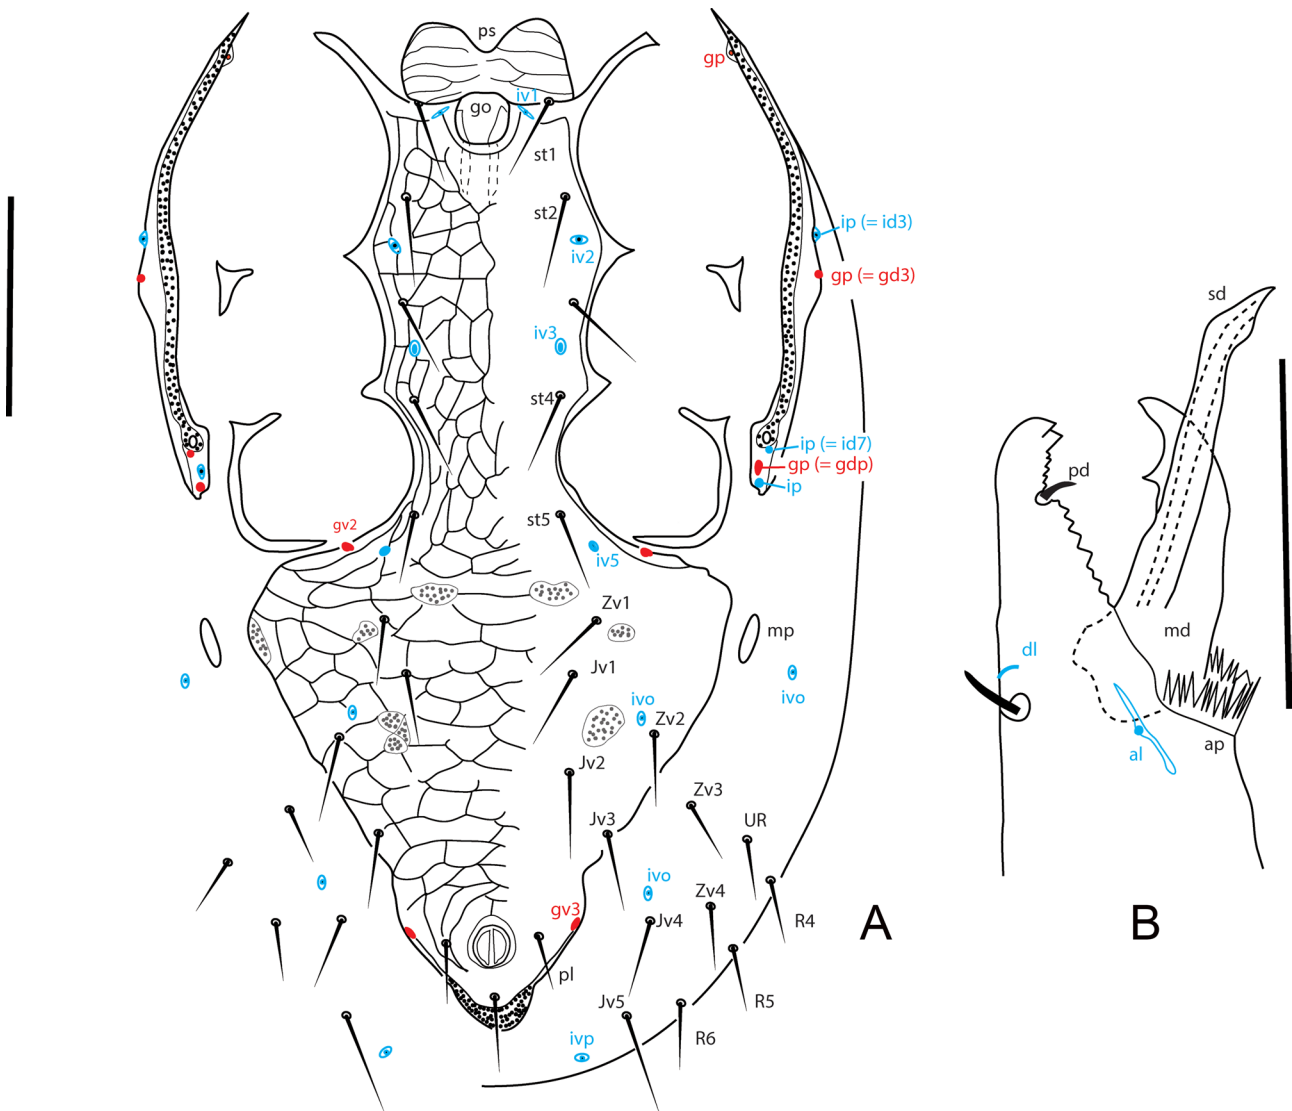 ps
gp
iv1
go
st1
st2
ip (= id3)
iv2
gp (= gd3)
sd
iv3
st4
ip (= id7)
gp (= gdp)
pd
ip
gv2
st5
iv5
Zv1
mp
md
Jv1
dl
ivo
ivo
Zv2
ap
al
Jv2
Zv3
Jv3
UR
ivo
Zv4
gv3
Jv4
R4
A
B
pl
Jv5
R5
ivp
R6